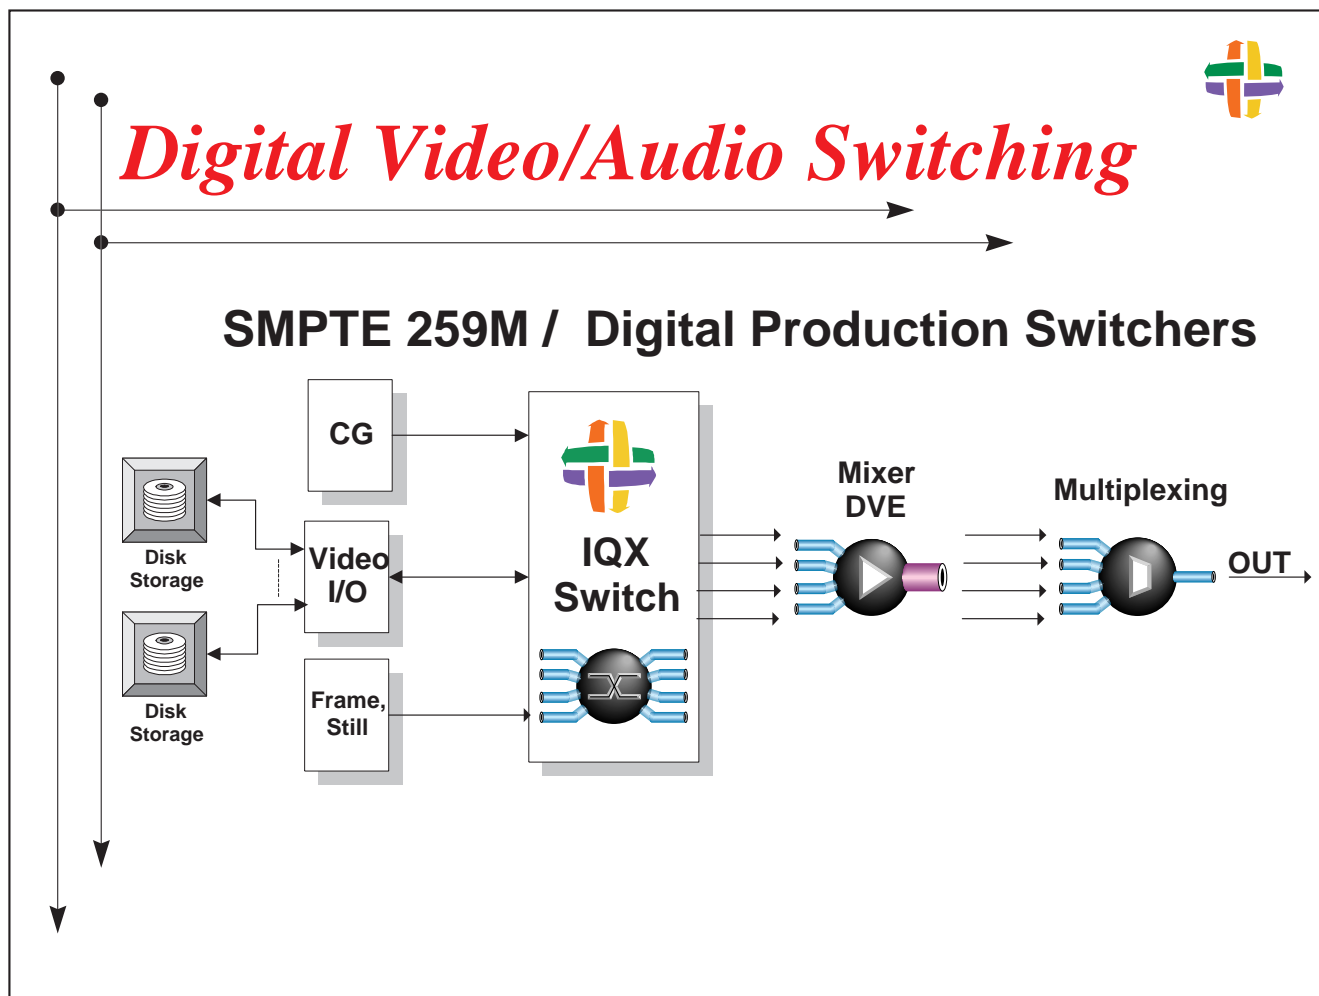 Digital Video/Audio Switching
SMPTE 259M / Digital Production Switchers
CG
Disk
Storage
Video
I/O
Disk
Storage
Frame,
Still
IQX
Switch
Mixer
DVE
Multiplexing
OUT